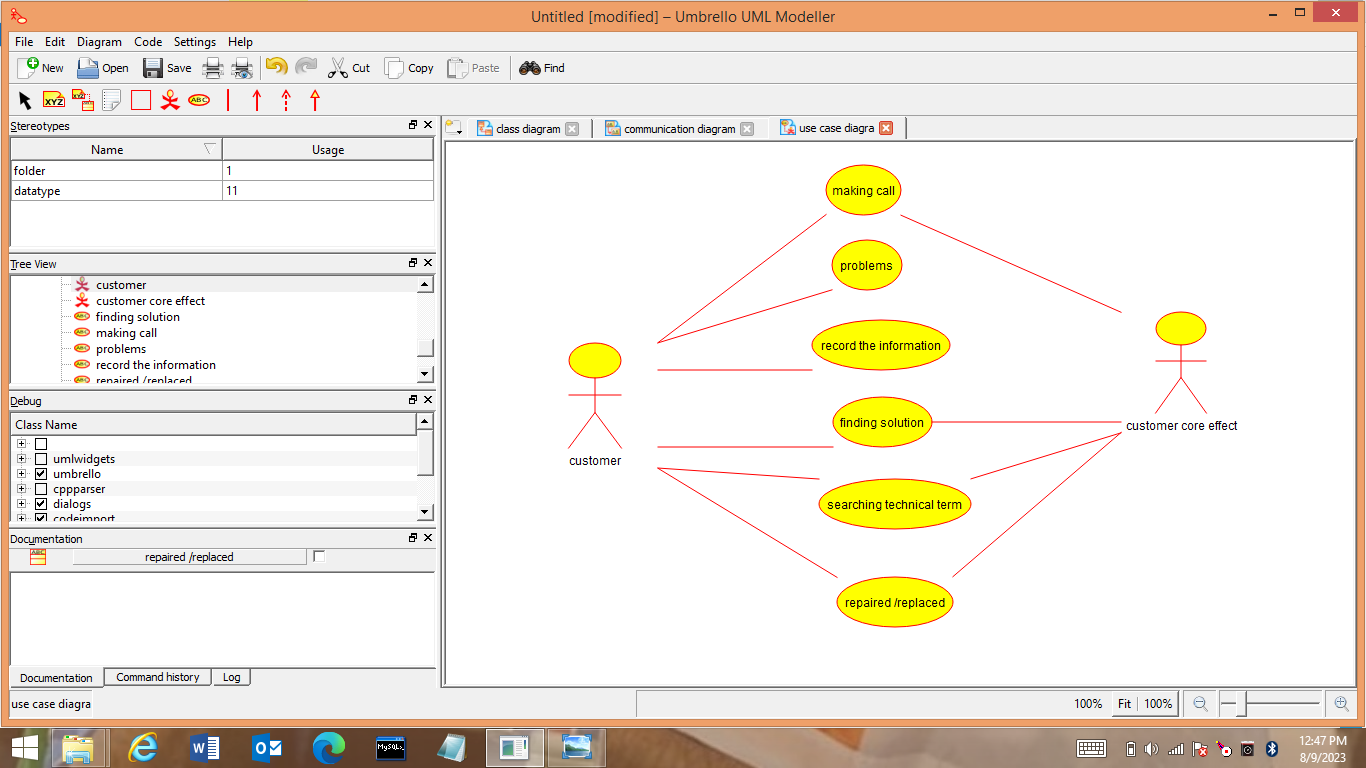 Untitled [modified] – Umbrello UML Modeller
File Edit Diagram Code Settings Help
New Open Save Cut Copy Paste Find
XYZ XYZ ABC
Stereotypes
Name Usage
folder 1
datatype 11
Tree View
customer
customer core effect
finding solution
making call
problems
record the information
repaired /replaced
Debug
Class Name
umlwidgets
umbrello
cppparser
dialogs
codeimport
Documentation
repaired /replaced
Documentation Command history Log
use case diagra
class diagram communication diagram use case diagra
making call
problems
record the information
finding solution
searching technical term
repaired /replaced
customer
customer core effect
100% Fit 100%
MySQL
12:47 PM
8/9/2023